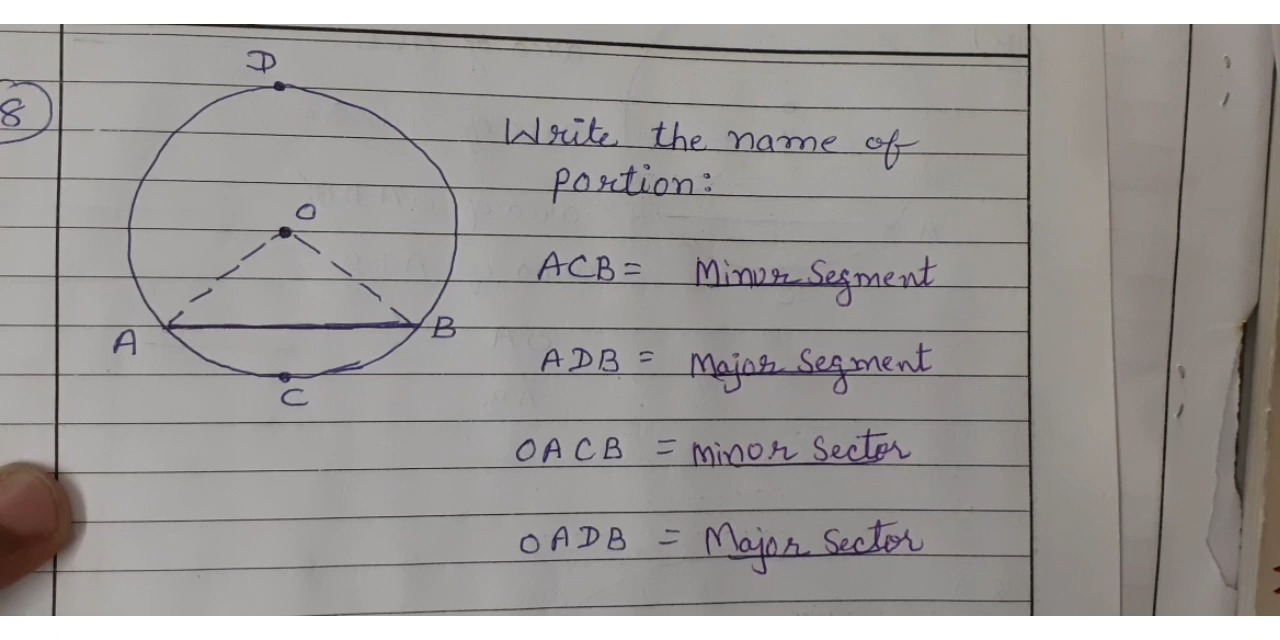 8
D
O
A
B
C
Write the name of
portion:
ACB = Minor Segment
ADB = Major Segment
OACB = minor Sector
OADB = Major Sector